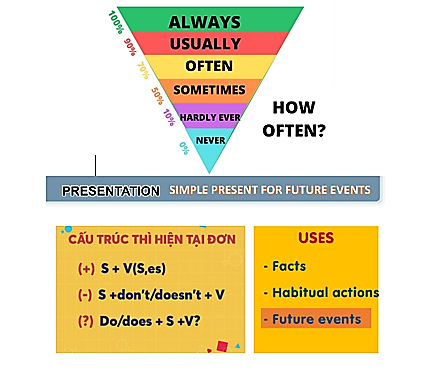 100% ALWAYS
90% USUALLY
70% OFTEN
50% SOMETIMES
10% HARDLY EVER
0% NEVER
HOW
OFTEN?
PRESENTATION SIMPLE PRESENT FOR FUTURE EVENTS
CẤU TRÚC THÌ HIỆN TẠI ĐƠN
(+) S + V(S,es)
(-) S +don't/doesn't + V
(?) Do/does + S +V?
USES
- Facts
- Habitual actions
- Future events